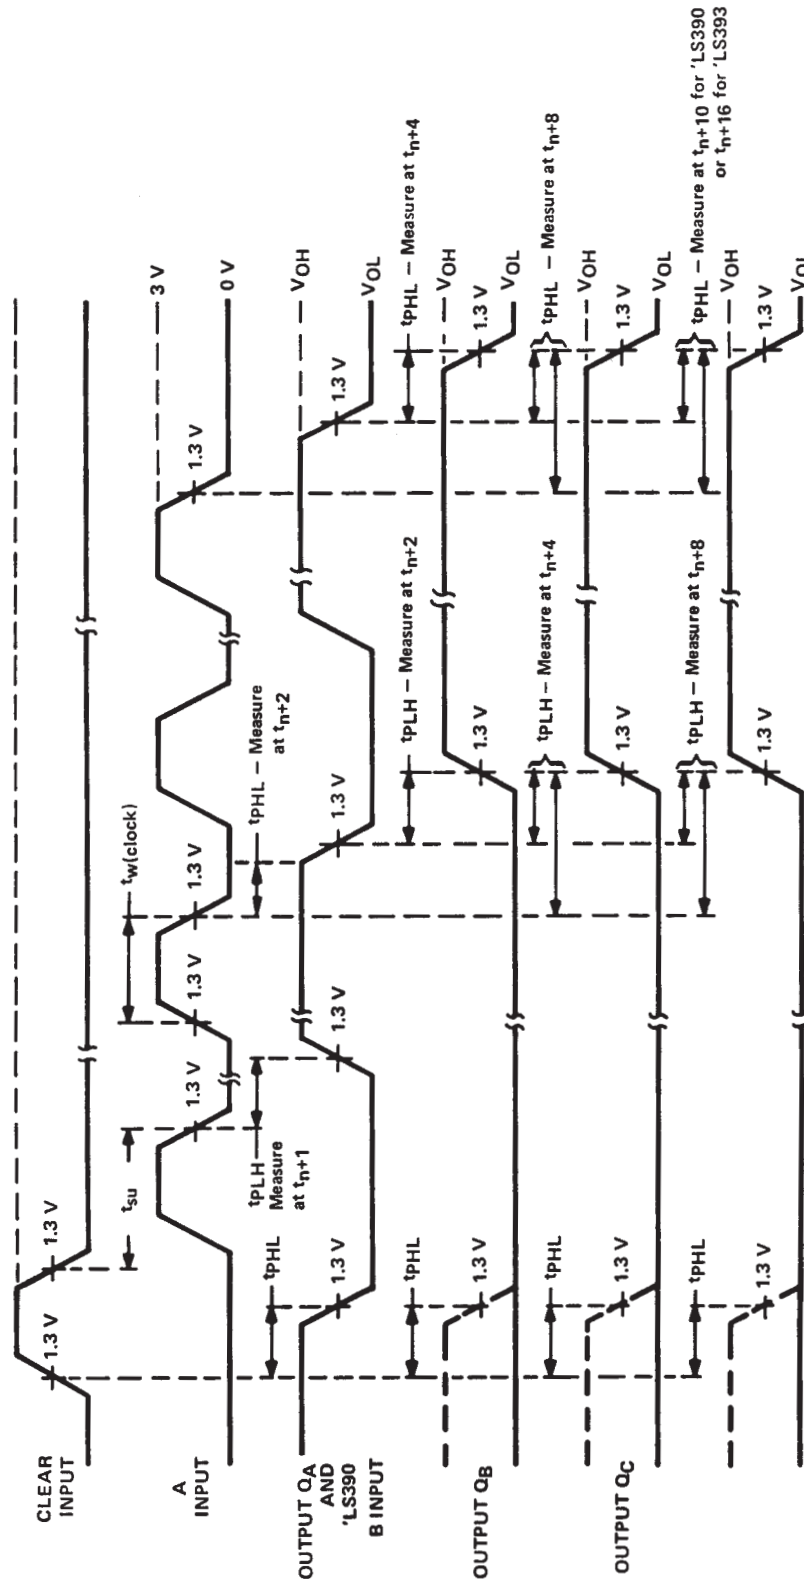 CLEAR
INPUT
1.3 V
1.3 V
A
INPUT
tsu
1.3 V
1.3 V
tw(clock)
1.3 V
1.3 V
3 V
0 V
OUTPUT QA
AND
'LS390
B INPUT
tPHL
1.3 V
tPLH—
Measure
at tn+1
1.3 V
tPHL — Measure
at tn+2
1.3 V
1.3 V
VOH
VOL
OUTPUT QB
tPHL
1.3 V
tPLH — Measure at tn+2
1.3 V
tPHL — Measure at tn+4
1.3 V
VOH
VOL
OUTPUT QC
tPHL
1.3 V
tPLH — Measure at tn+4
1.3 V
tPHL — Measure at tn+8
1.3 V
VOH
VOL
tPHL
1.3 V
tPLH — Measure at tn+8
1.3 V
tPHL — Measure at tn+10 for 'LS390
or tn+16 for 'LS393
1.3 V
VOH
VOL